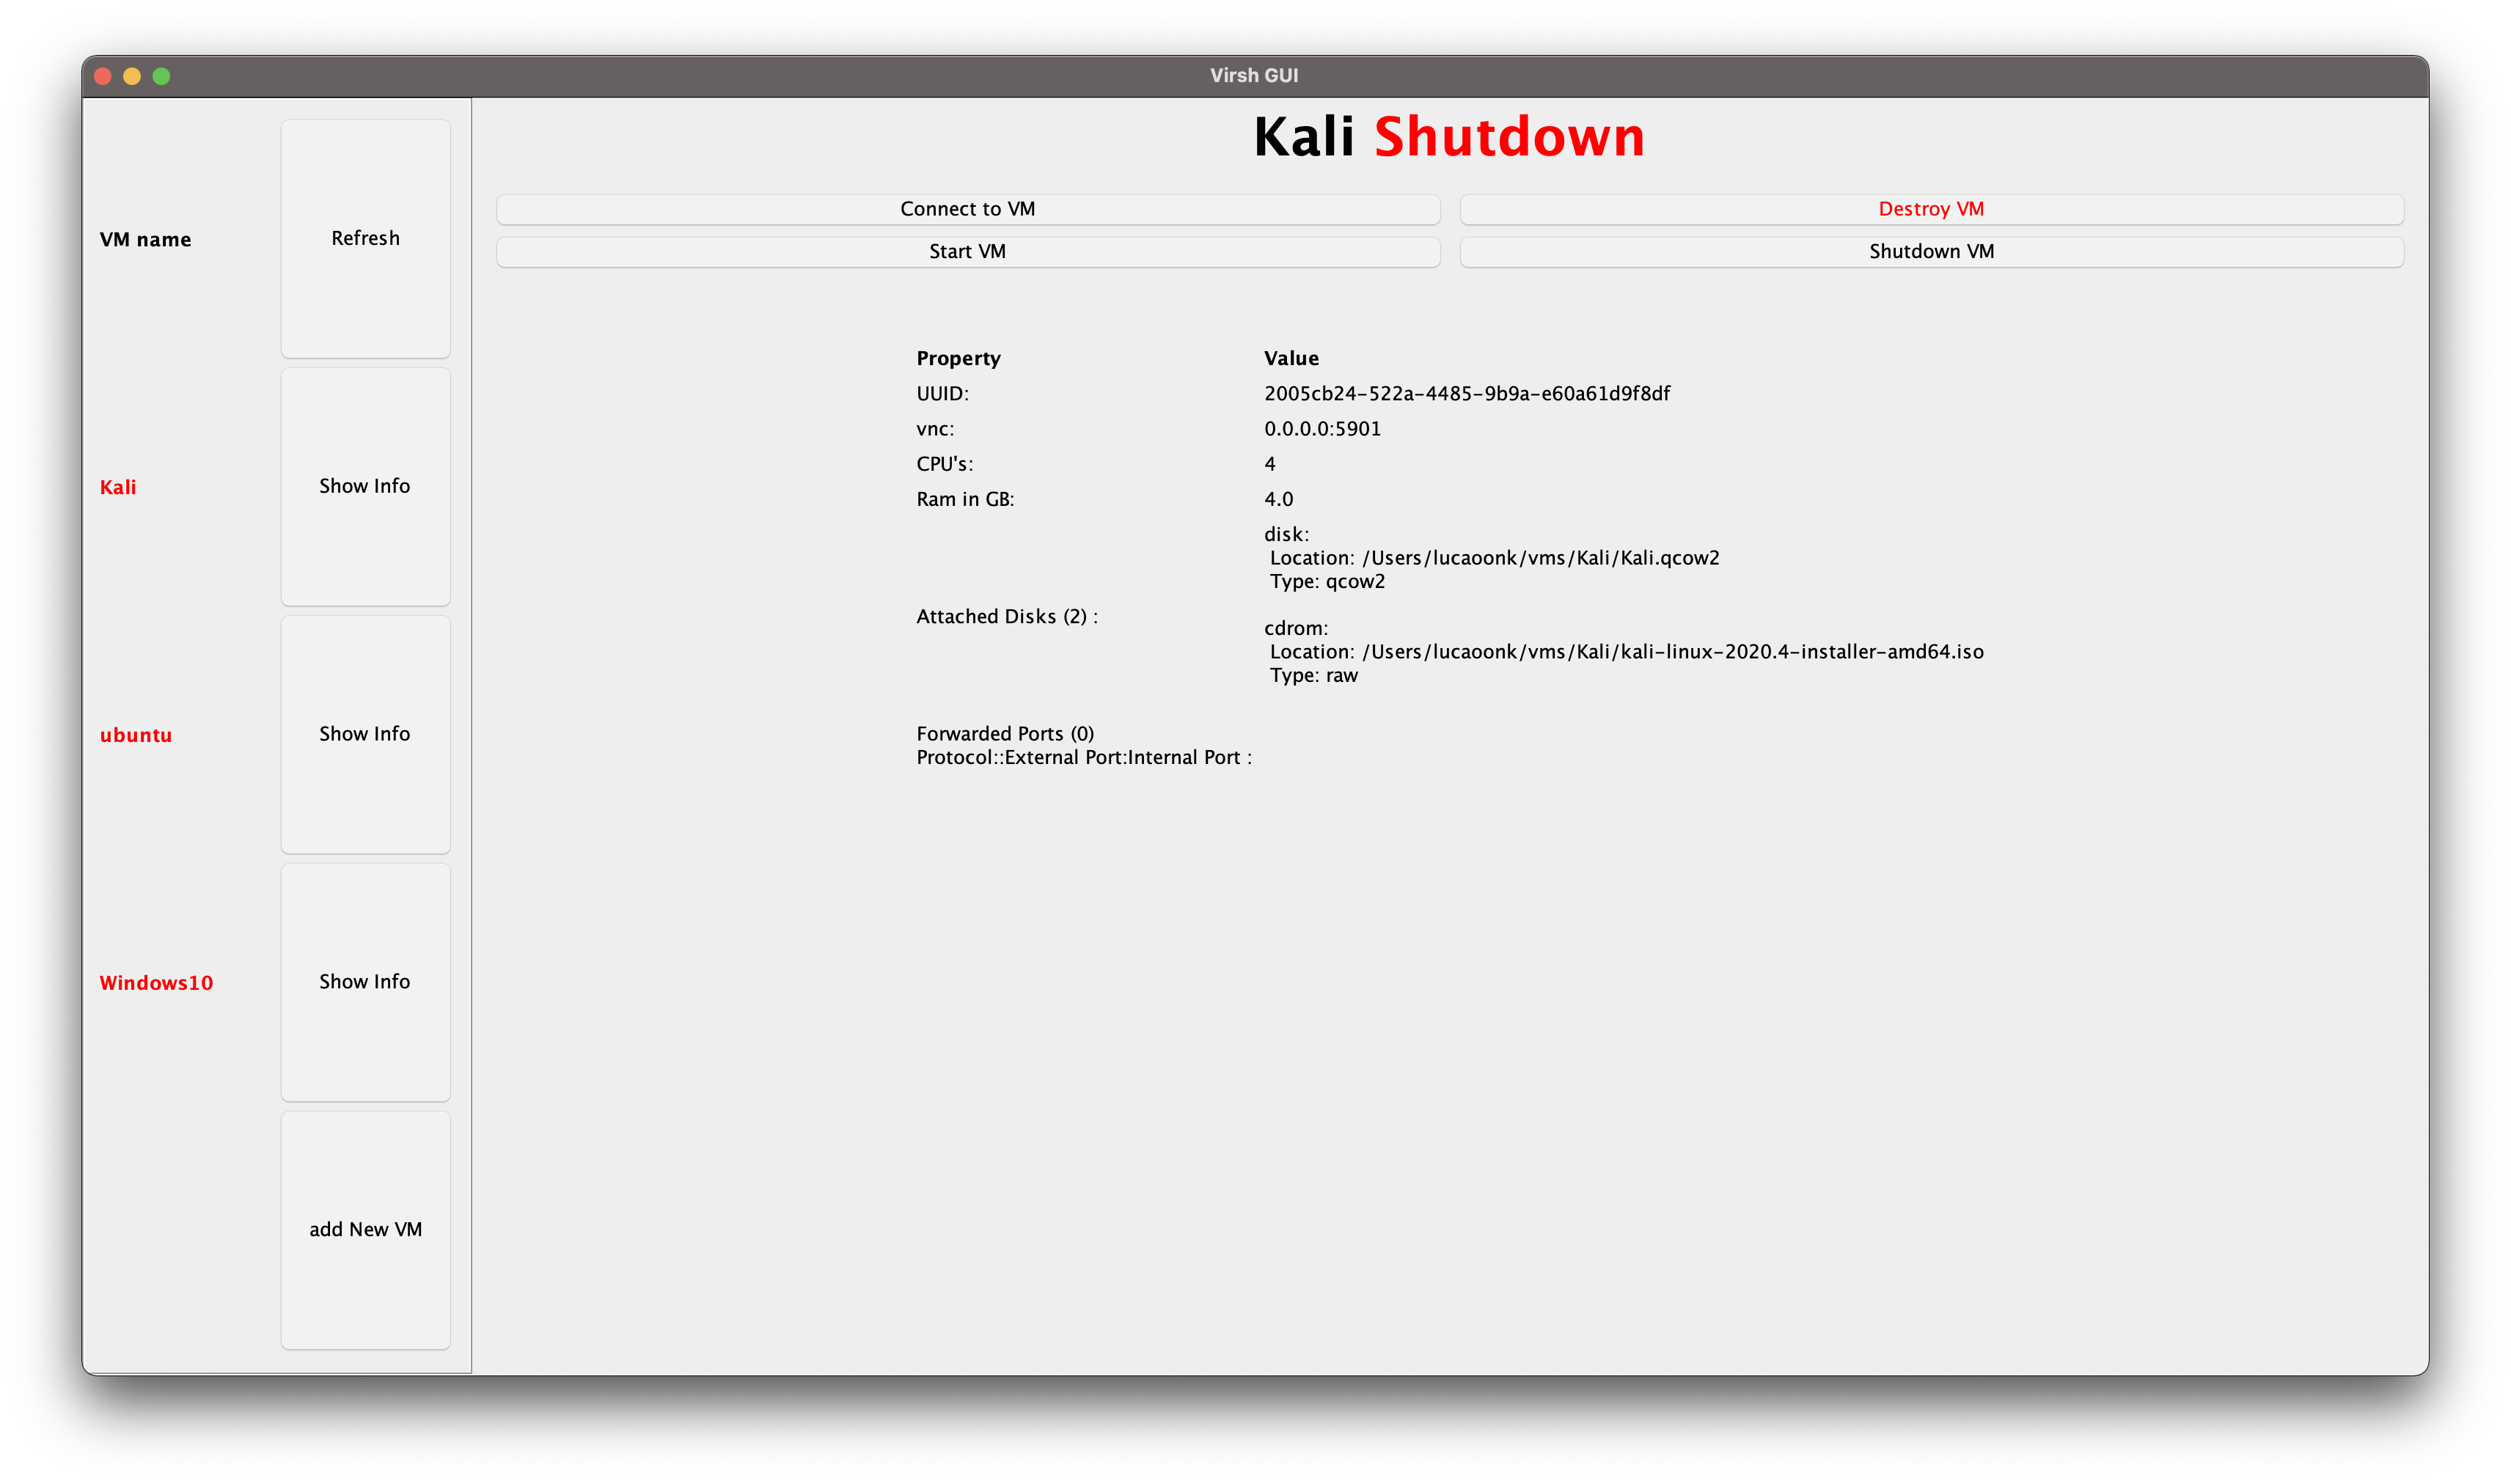 Virsh GUI
VM name
Refresh
Kali
Show Info
ubuntu
Show Info
Windows10
Show Info
add New VM
Kali Shutdown
Connect to VM
Destroy VM
Start VM
Shutdown VM
Property Value
UUID: 2005cb24-522a-4485-9b9a-e60a61d9f8df
vnc: 0.0.0.0:5901
CPU's: 4
Ram in GB: 4.0
Attached Disks (2) :
disk:
Location: /Users/lucaoonk/vms/Kali/Kali.qcow2
Type: qcow2
cdrom:
Location: /Users/lucaoonk/vms/Kali/kali-linux-2020.4-installer-amd64.iso
Type: raw
Forwarded Ports (0)
Protocol::External Port:Internal Port :